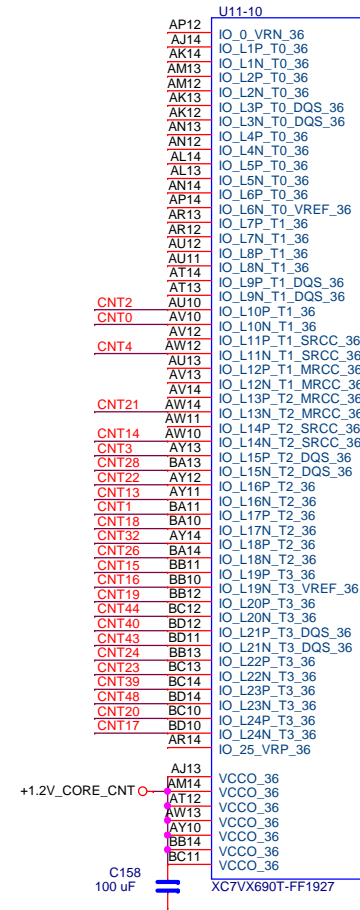 U11-10
AP12 IO_0_VRN_36
AJ14 IO_L1P_T0_36
AK14 IO_L1N_T0_36
AM13 IO_L2P_T0_36
AM12 IO_L2N_T0_36
AK13 IO_L3P_T0_DQS_36
AK12 IO_L3N_T0_DQS_36
AN13 IO_L4P_T0_36
AN12 IO_L4N_T0_36
AL14 IO_L5P_T0_36
AL13 IO_L5N_T0_36
AN14 IO_L6P_T0_36
AP14 IO_L6N_T0_VREF_36
AR13 IO_L7P_T1_36
AR12 IO_L7N_T1_36
AU12 IO_L8P_T1_36
AU11 IO_L8N_T1_36
AT14 IO_L9P_T1_DQS_36
AT13 IO_L9N_T1_DQS_36
CNT2 AU10 IO_L10P_T1_36
CNT0 AV10 IO_L10N_T1_36
AV12 IO_L11P_T1_SRCC_36
CNT4 AW12 IO_L11N_T1_SRCC_36
AU13 IO_L12P_T1_MRCC_36
AV13 IO_L12N_T1_MRCC_36
AV14 IO_L13P_T2_MRCC_36
CNT21 AW14 IO_L13N_T2_MRCC_36
AW11 IO_L14P_T2_SRCC_36
CNT14 AW10 IO_L14N_T2_SRCC_36
CNT3 AY13 IO_L15P_T2_DQS_36
CNT28 BA13 IO_L15N_T2_DQS_36
CNT22 AY12 IO_L16P_T2_36
CNT13 AY11 IO_L16N_T2_36
CNT1 BA11 IO_L17P_T2_36
CNT18 BA10 IO_L17N_T2_36
CNT32 AY14 IO_L18P_T2_36
CNT26 BA14 IO_L18N_T2_36
CNT15 BB11 IO_L19P_T3_36
CNT16 BB10 IO_L19N_T3_VREF_36
CNT19 BB12 IO_L20P_T3_36
CNT44 BC12 IO_L20N_T3_36
CNT40 BD12 IO_L21P_T3_DQS_36
CNT43 BD11 IO_L21N_T3_DQS_36
CNT24 BB13 IO_L22P_T3_36
CNT23 BC13 IO_L22N_T3_36
CNT39 BC14 IO_L23P_T3_36
CNT48 BD14 IO_L23N_T3_36
CNT20 BC10 IO_L24P_T3_36
CNT17 BD10 IO_L24N_T3_36
AR14 IO_25_VRP_36
AJ13 VCCO_36
+1.2V_CORE_CNT AM14 VCCO_36
AT12 VCCO_36
AW13 VCCO_36
AY10 VCCO_36
BB14 VCCO_36
BC11 VCCO_36
C158
100 uF XC7VX690T-FF1927